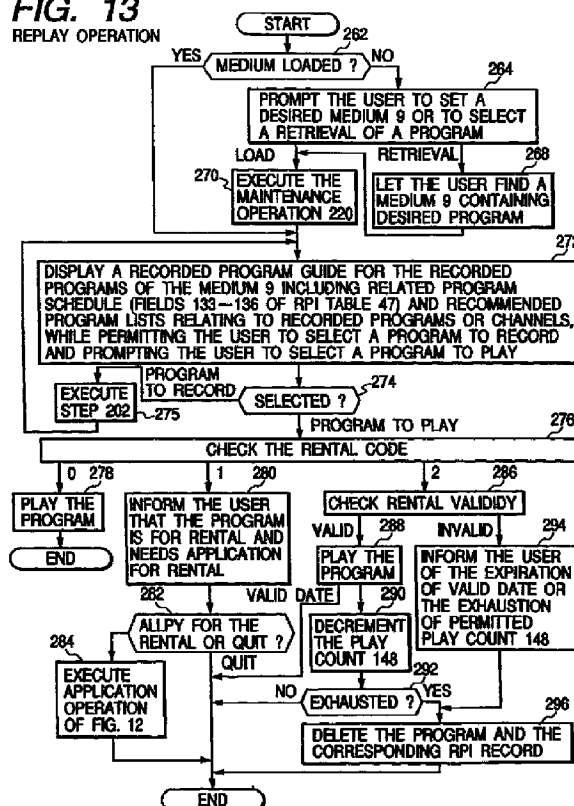 FIG. 13
REPLAY OPERATION
START
262
YES
MEDIUM LOADED ?
NO
264
PROMPT THE USER TO SET A
DESIRED MEDIUM 9 OR TO SELECT
A RETRIEVAL OF A PROGRAM
LOAD
RETRIEVAL
268
270
EXECUTE THE
MAINTENANCE
OPERATION 220
LET THE USER FIND A
MEDIUM 9 CONTAINING
DESIRED PROGRAM
DISPLAY A RECORDED PROGRAM GUIDE FOR THE RECORDED
PROGRAMS OF THE MEDIUM 9 INCLUDING RELATED PROGRAM
SCHEDULE (FIELDS 133–136 OF RPI TABLE 47) AND RECOMMENDED
PROGRAM LISTS RELATING TO RECORDED PROGRAMS OR CHANNELS,
WHILE PERMITTING THE USER TO SELECT A PROGRAM TO RECORD
AND PROMPTING THE USER TO SELECT A PROGRAM TO PLAY
PROGRAM
TO RECORD
274
EXECUTE
STEP 202
275
SELECTED ?
PROGRAM TO PLAY
276
CHECK THE RENTAL CODE
0
278
1
280
2
286
PLAY THE
PROGRAM
END
INFORM THE USER
THAT THE PROGRAM
IS FOR RENTAL AND
NEEDS APPLICATION
FOR RENTAL
CHECK RENTAL VALIDIDY
VALID
288
INVALID
294
PLAY THE
PROGRAM
INFORM THE USER
OF THE EXPIRATION
OF VALID DATE OR
THE EXHAUSTION
OF PERMITTED
PLAY COUNT 148
VALID DATE
290
282
ALLPY FOR THE
RENTAL OR QUIT ?
DECREMENT
THE PLAY
COUNT 148
284
QUIT
292
EXECUTE
APPLICATION
OPERATION
OF FIG. 12
NO
EXHAUSTED ?
YES
296
DELETE THE PROGRAM AND THE
CORRESPONDING RPI RECORD
END